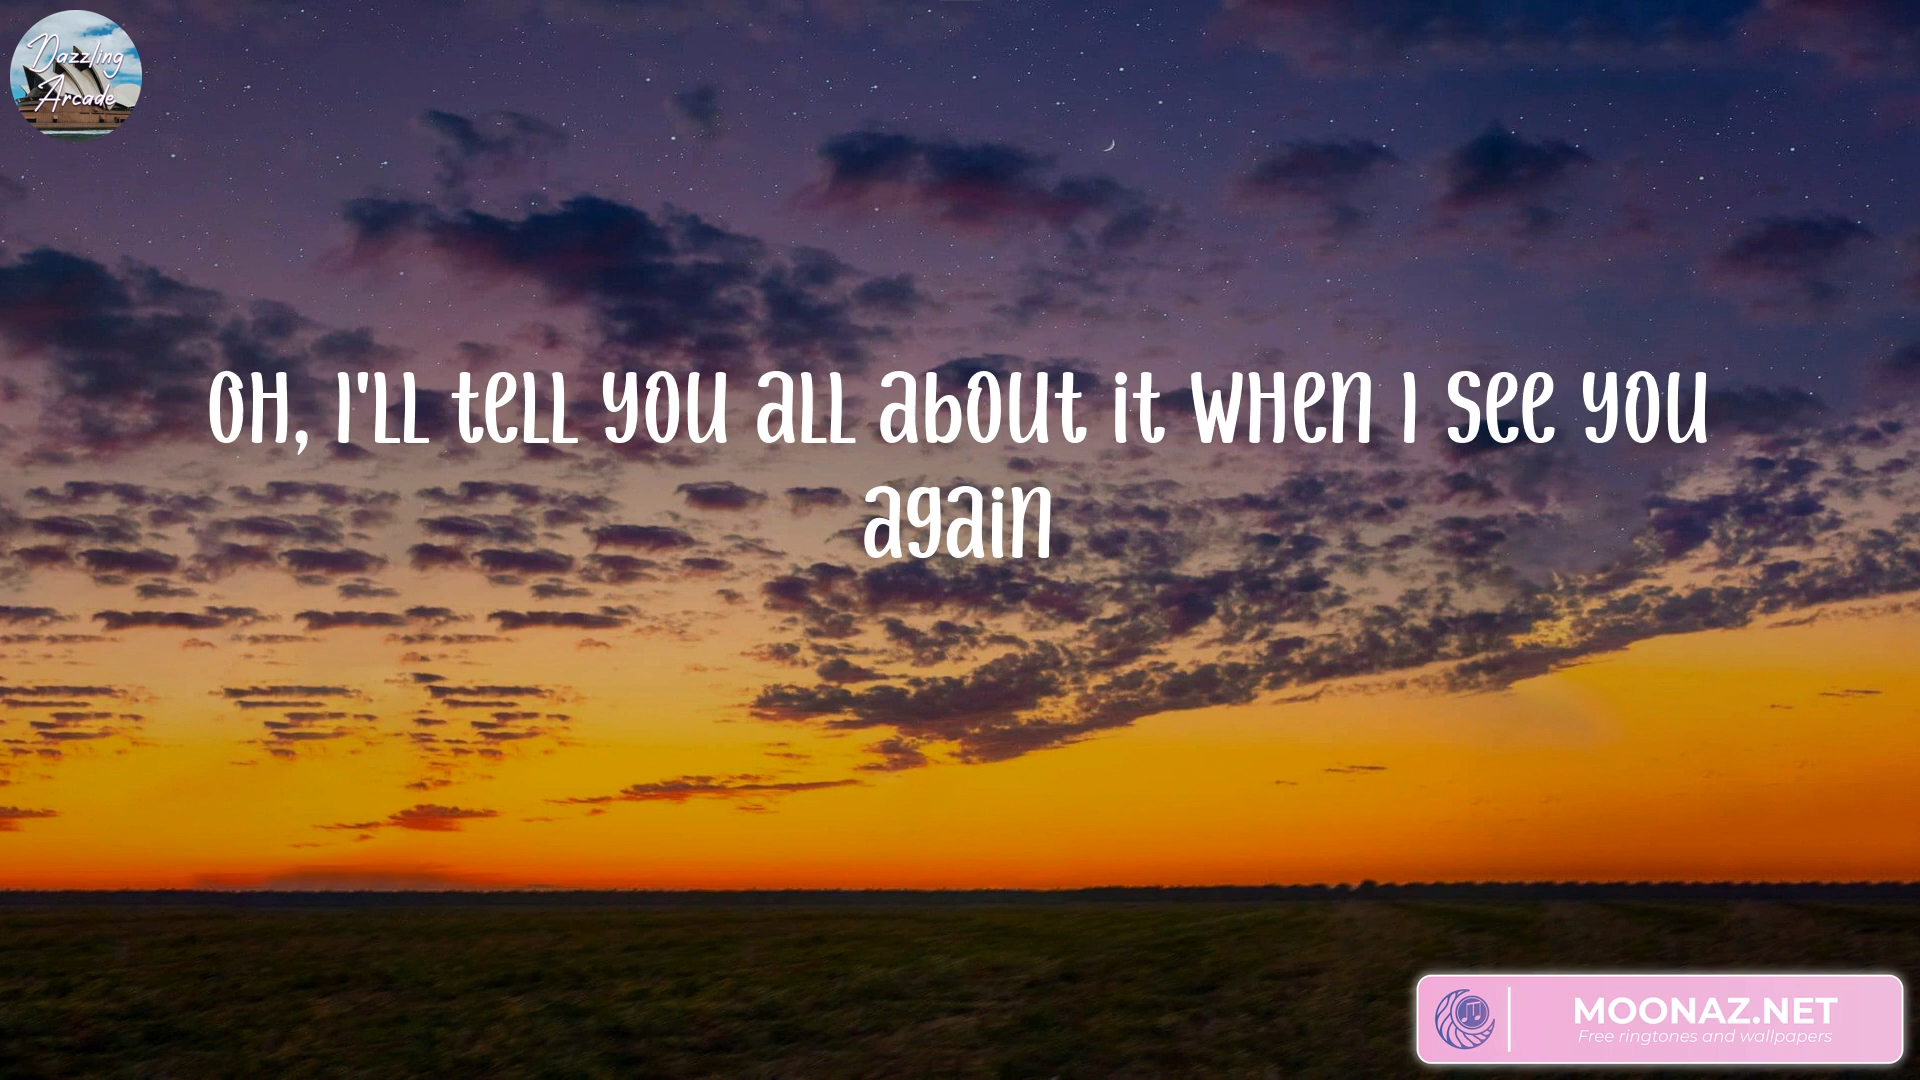 Dazzling
Arcade
OH, I'LL tell you all about it when I see you
again
MOONAZ.NET
Free ringtones and wallpapers